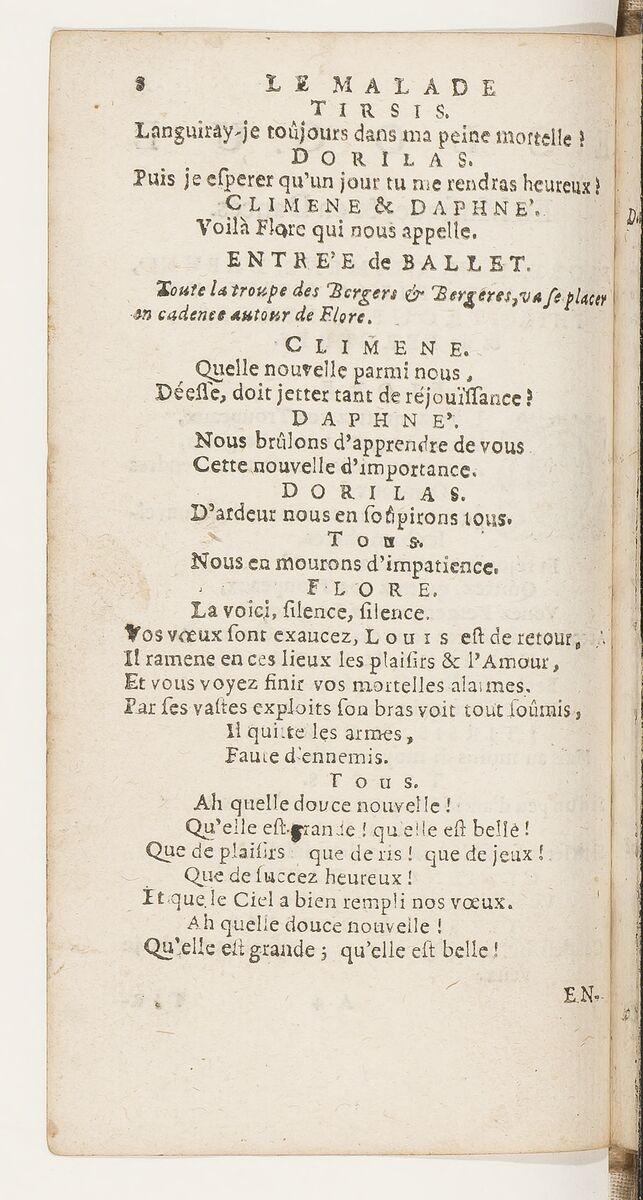 8 LE MALADE
TIRSIS.
Languiray-je toûjours dans ma peine mortelle ?
DORILAS.
Puis je eſperer qu'un jour tu me rendras heureux ?
CLIMENE & DAPHNE'.
Voilà Flore qui nous appelle.
ENTRE'E de BALLET.
Toute la troupe des Bergers & Bergeres, va ſe placer
en cadence autour de Flore.
CLIMENE.
Quelle nouvelle parmi nous,
Déeſſe, doit jetter tant de réjouïſſance ?
DAPHNE'.
Nous brûlons d'apprendre de vous
Cette nouvelle d'importance.
DORILAS.
D'ardeur nous en ſoûpirons tous.
TOUS.
Nous en mourons d'impatience.
FLORE.
La voici, ſilence, ſilence.
Vos vœux ſont exaucez, LOUIS eſt de retour,
Il ramene en ces lieux les plaiſirs & l'Amour,
Et vous voyez finir vos mortelles alarmes.
Par ſes vaſtes exploits ſon bras voit tout ſoûmis,
Il quitte les armes,
Faute d'ennemis.
TOUS.
Ah quelle douce nouvelle !
Qu'elle eſt grande ! qu'elle eſt belle !
Que de plaiſirs que de ris ! que de jeux !
Que de ſuccez heureux !
Et que le Ciel a bien rempli nos vœux.
Ah quelle douce nouvelle !
Qu'elle eſt grande ; qu'elle eſt belle !
EN-